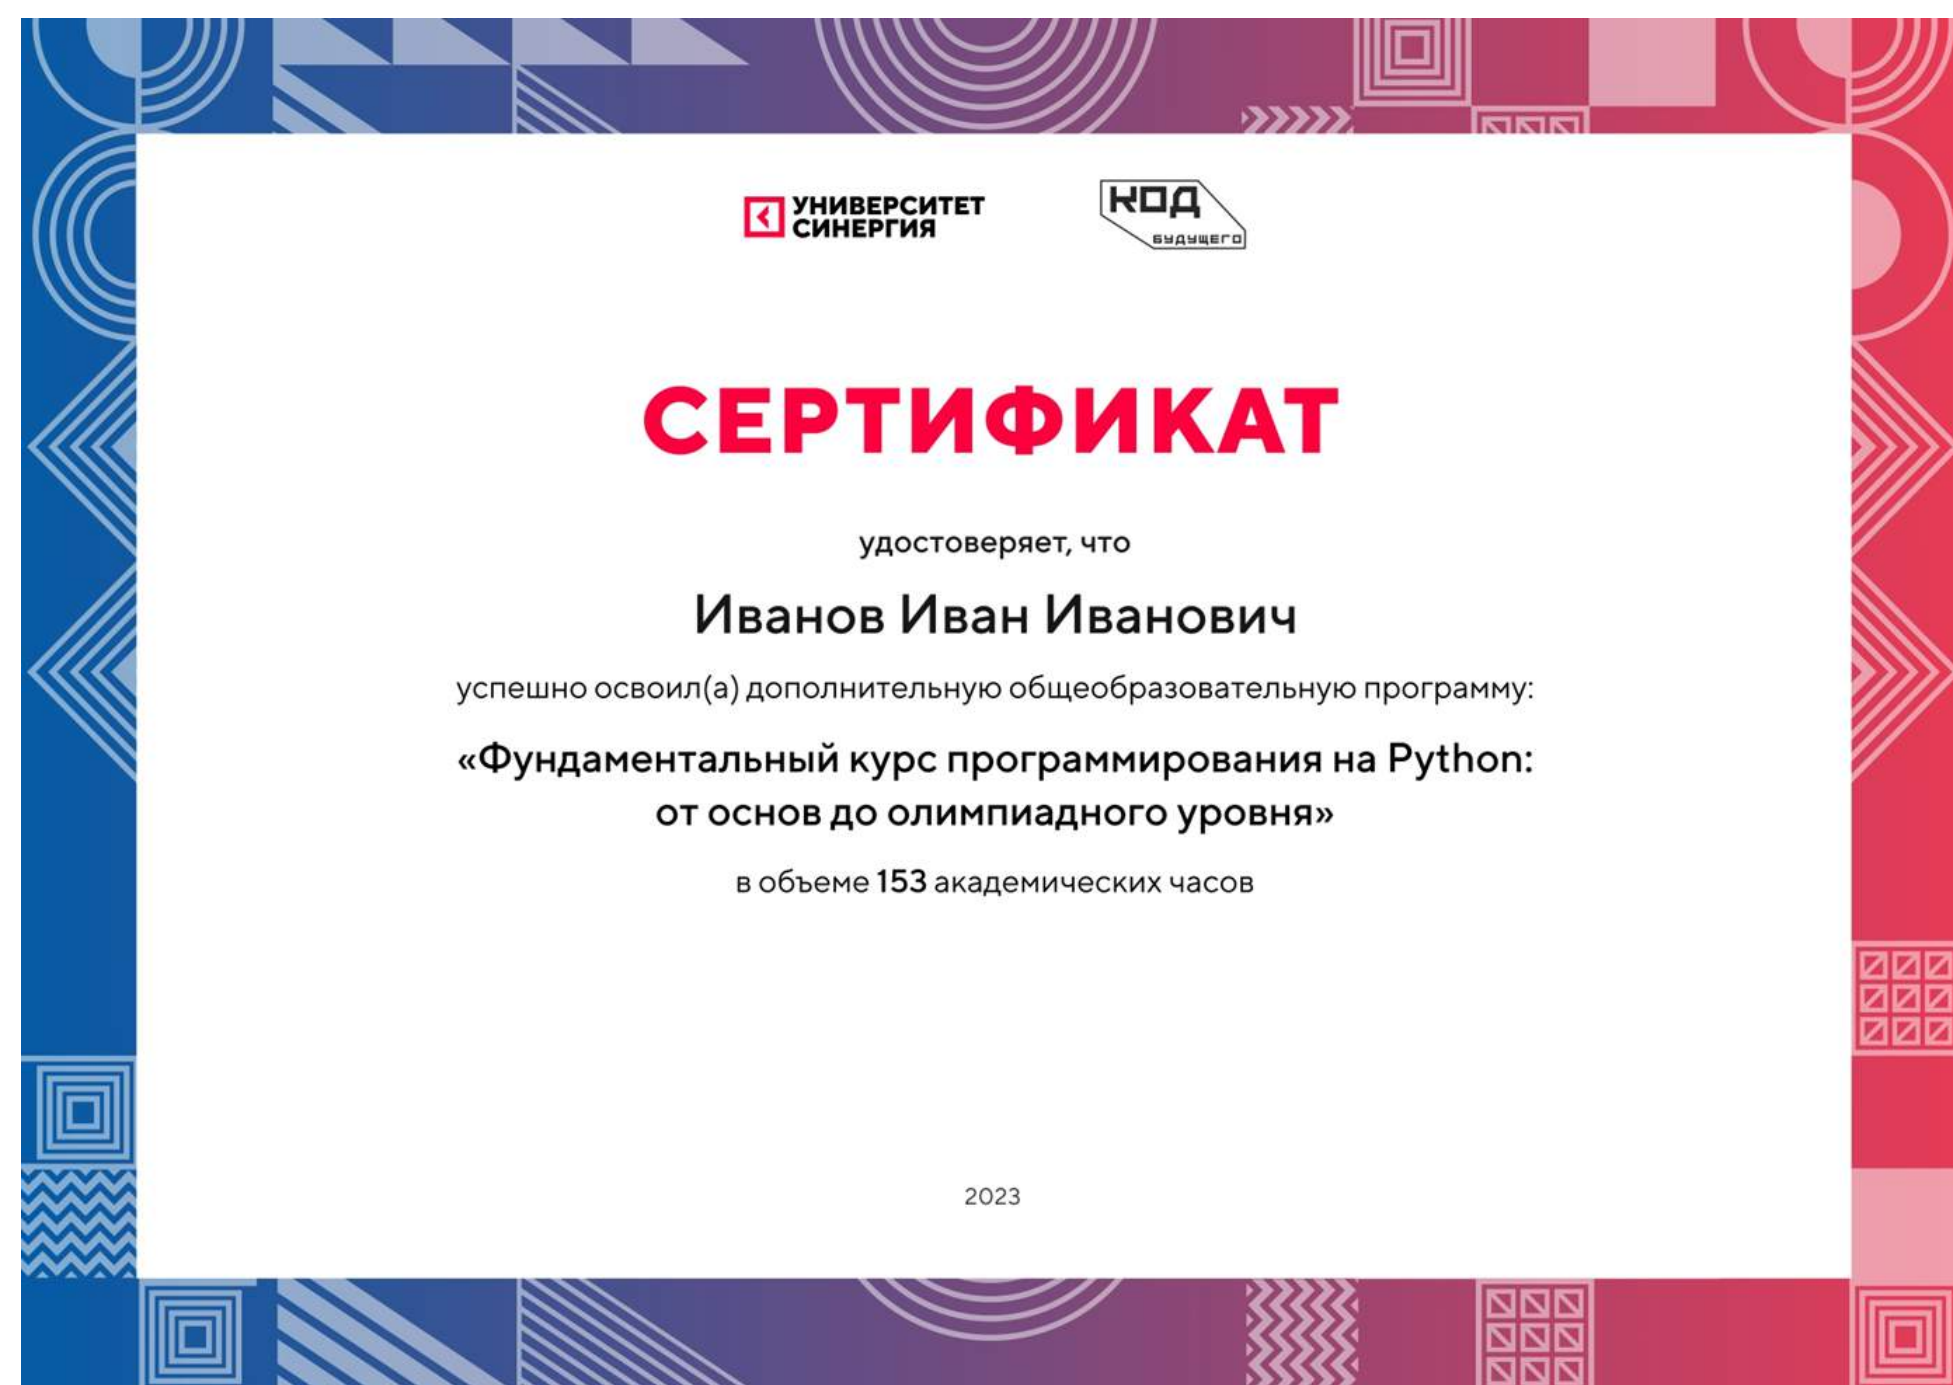 УНИВЕРСИТЕТ
СИНЕРГИЯ
КОД
БУДУЩЕГО
СЕРТИФИКАТ
удостоверяет, что
Иванов Иван Иванович
успешно освоил(а) дополнительную общеобразовательную программу:
«Фундаментальный курс программирования на Python:
от основ до олимпиадного уровня»
в объеме 153 академических часов
2023